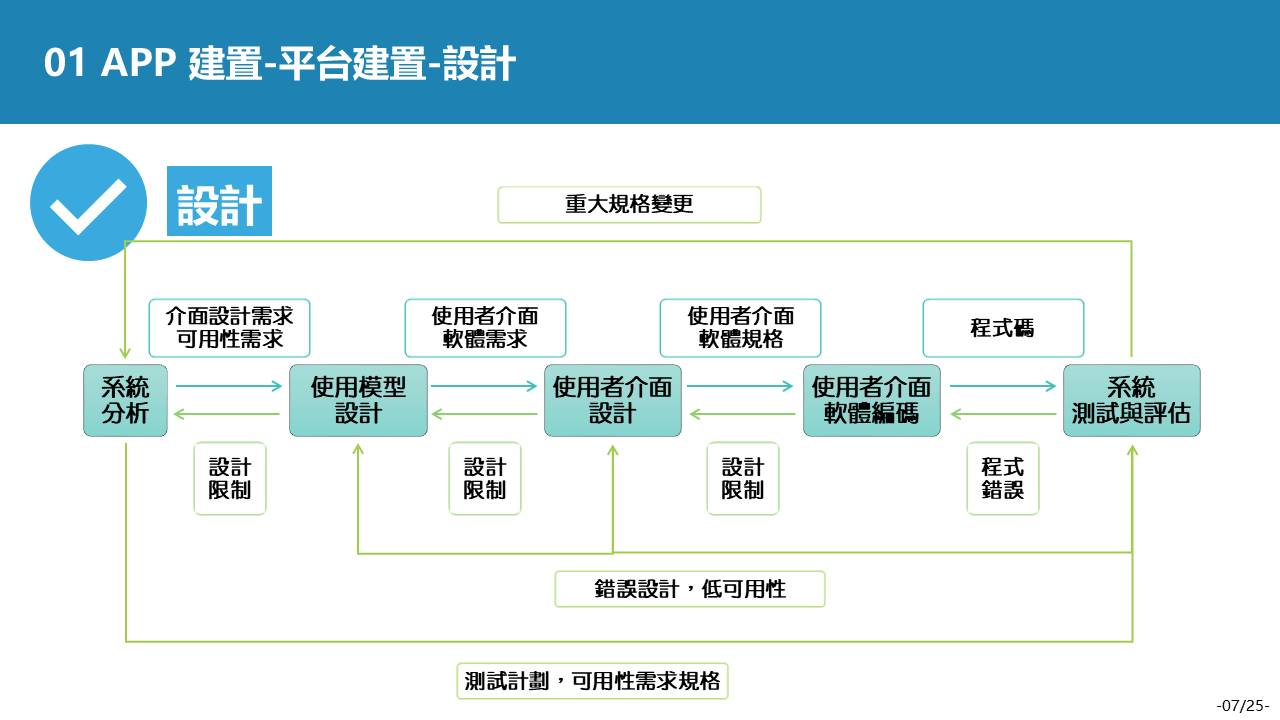 01 APP 建置-平台建置-設計
設計
重大規格變更
介面設計需求
可用性需求
使用者介面
軟體需求
使用者介面
軟體規格
程式碼
系統
分析
使用模型
設計
使用者介面
設計
使用者介面
軟體編碼
系統
測試與評估
設計
限制
設計
限制
設計
限制
程式
錯誤
錯誤設計，低可用性
測試計劃，可用性需求規格
-07/25-